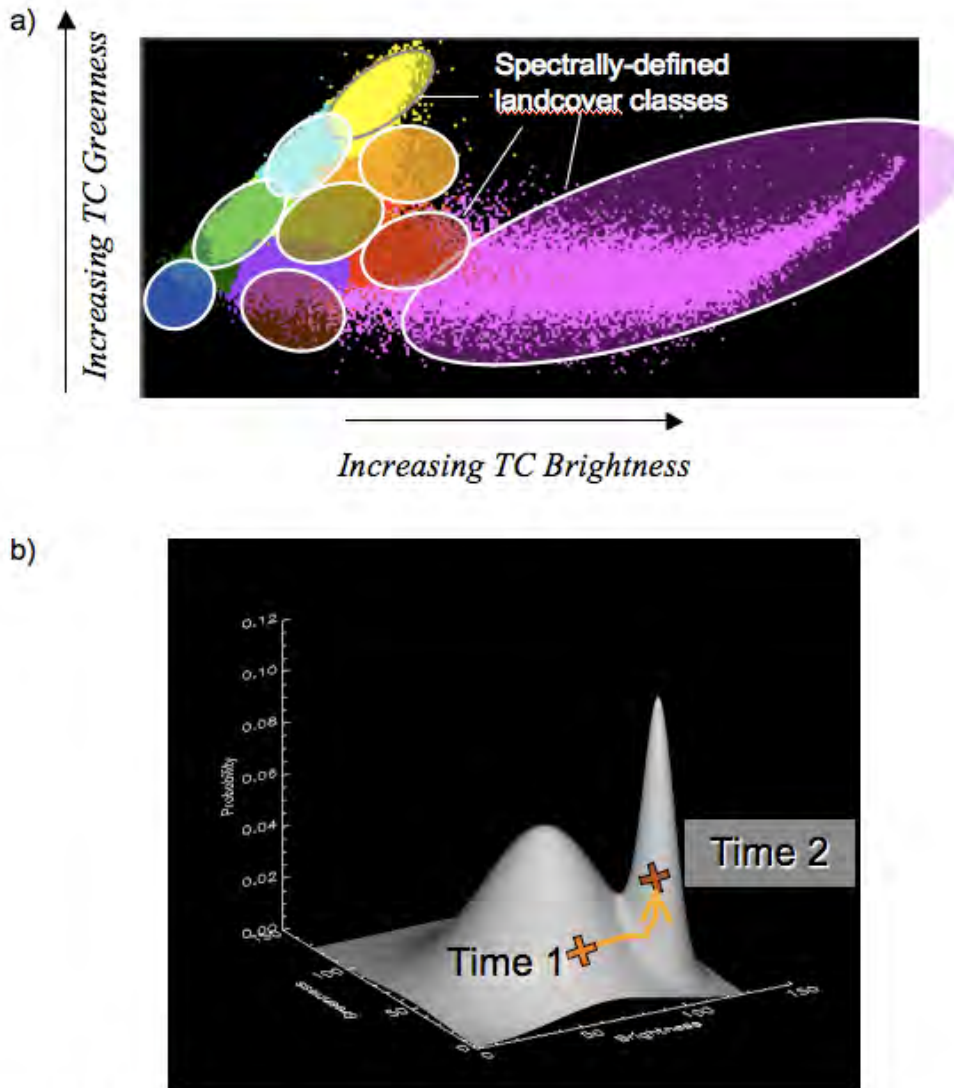 a)
Increasing TC Greenness
Spectrally-defined
landcover classes
Increasing TC Brightness
b)
0.12
0.10
0.08
0.06
0.04
0.02
0.00
Probability
100
50
0
Greenness
0
50
100
150
Brightness
Time 1
Time 2